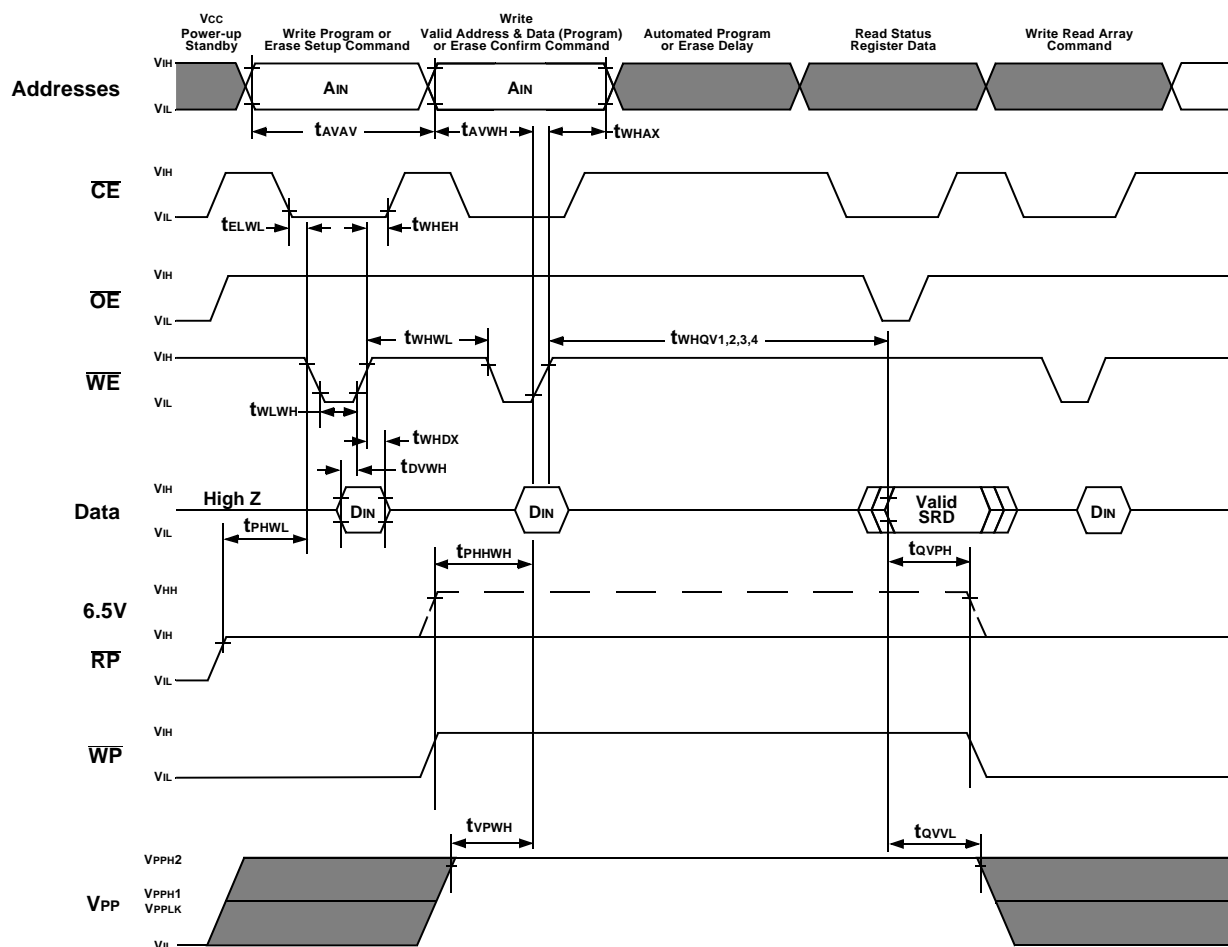 VCC
Power-up
Standby
Write Program or
Erase Setup Command
Write
Valid Address & Data (Program)
or Erase Confirm Command
Automated Program
or Erase Delay
Read Status
Register Data
Write Read Array
Command
Addresses
VIH
VIL
AIN
AIN
tAVAV
tAVWH
tWHAX
CE
VIH
VIL
tELWL
tWHEH
OE
VIH
VIL
tWHWL
tWHQV1,2,3,4
WE
VIH
VIL
tWLWH
tWHDX
tDVWH
Data
VIH
VIL
High Z
DIN
DIN
Valid
SRD
DIN
tPHWL
tPHHWH
tQVPH
6.5V
VHH
VIH
RP
VIL
WP
VIH
VIL
tVPWH
tQVVL
VPP
VPPH2
VPPH1
VPPLK
VIL